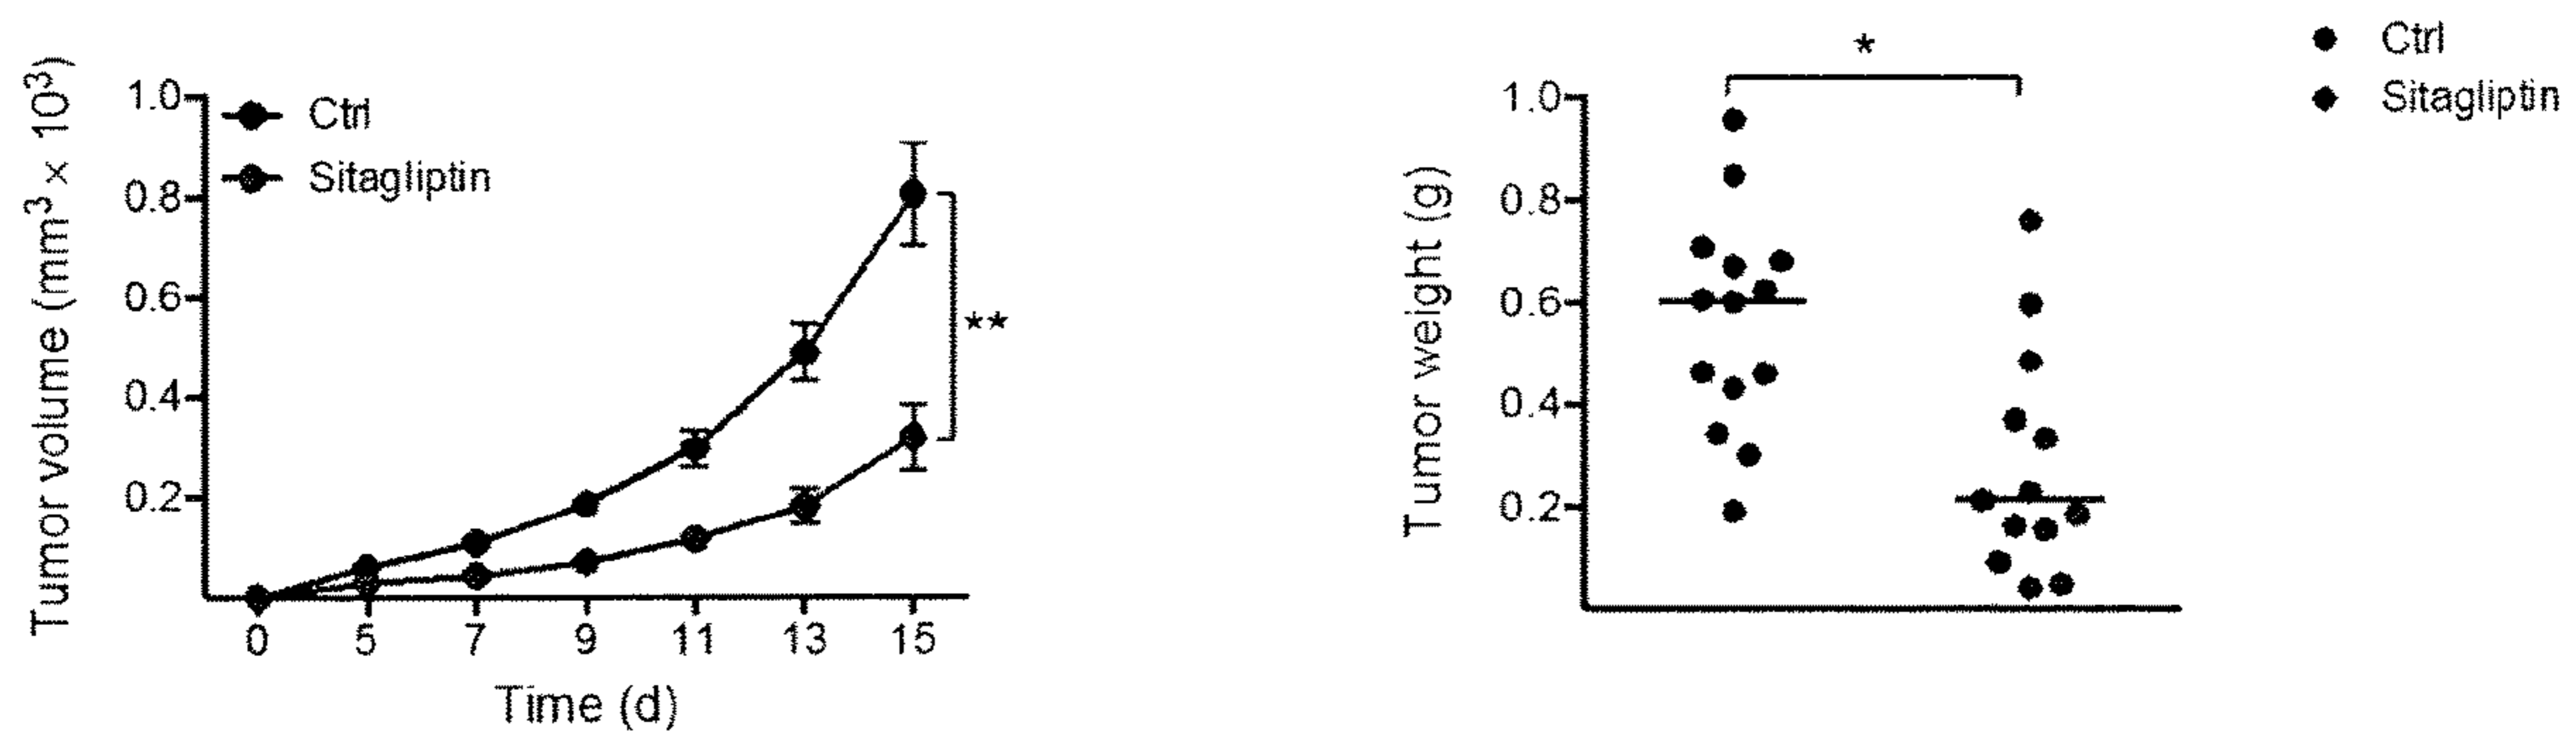 Tumor volume (mm³ × 10³)
1.0
0.8
0.6
0.4
0.2
Ctrl
Sitagliptin
**
0 5 7 9 11 13 15
Time (d)
Tumor weight (g)
1.0
0.8
0.6
0.4
0.2
*
Ctrl
Sitagliptin